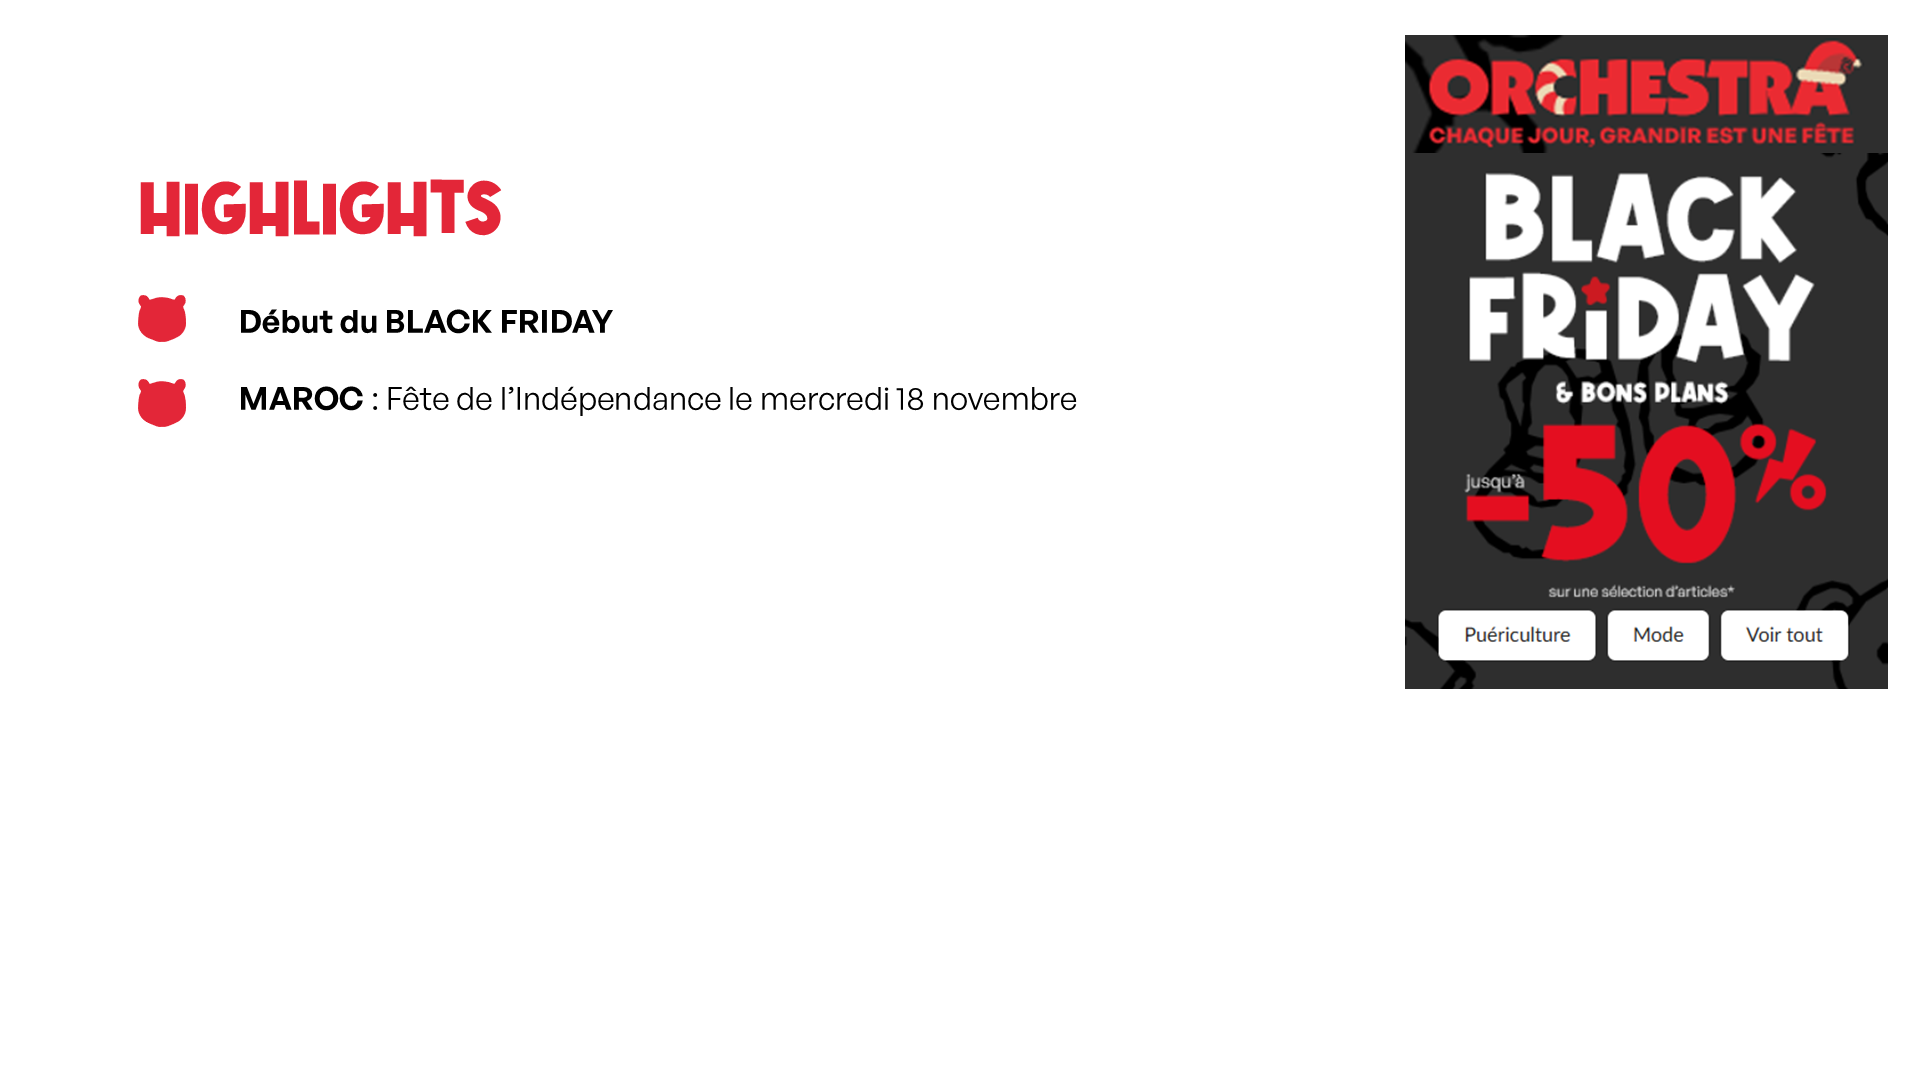 HIGHLIGHTS
Début du BLACK FRIDAY
MAROC : Fête de l’Indépendance le mercredi 18 novembre
ORCHESTRA
CHAQUE JOUR, GRANDIR EST UNE FÊTE
BLACK
FRiDAY
& BONS PLANS
jusqu'à
-50%
sur une sélection d'articles*
Puériculture Mode Voir tout